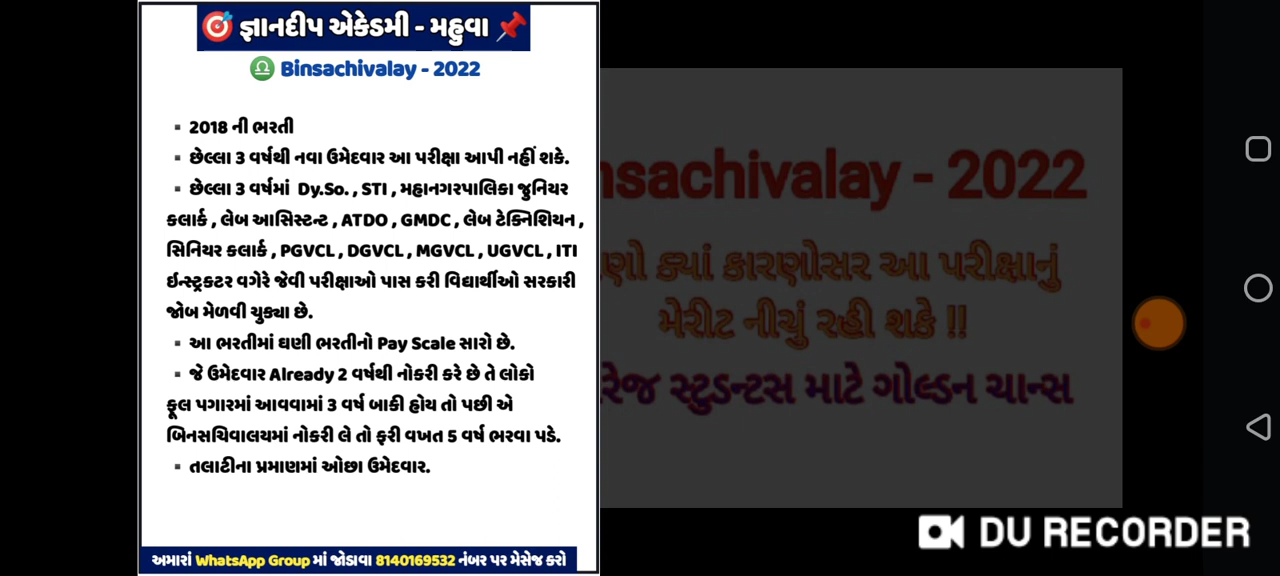 જ્ઞાનદીપ એકેડમી - મહુવા
Binsachivalay - 2022
▪ 2018 ની ભરતી
▪ છેલ્લા 3 વર્ષથી નવા ઉમેદવાર આ પરીક્ષા આપી નહીં શકે.
▪ છેલ્લા 3 વર્ષમાં Dy.So. , STI , મહાનગરપાલિકા જુનિયર
કલાર્ક , લેબ આસિસ્ટન્ટ , ATDO , GMDC , લેબ ટેક્નિશિયન ,
સિનિયર કલાર્ક , PGVCL , DGVCL , MGVCL , UGVCL , ITI
ઇન્સ્ટ્રક્ટર વગેરે જેવી પરીક્ષાઓ પાસ કરી વિદ્યાર્થીઓ સરકારી
જોબ મેળવી ચુક્યા છે.
▪ આ ભરતીમાં ઘણી ભરતીનો Pay Scale સારો છે.
▪ જે ઉમેદવાર Already 2 વર્ષથી નોકરી કરે છે તે લોકો
ફૂલ પગારમાં આવવામાં 3 વર્ષ બાકી હોય તો પછી એ
બિનસચિવાલયમાં નોકરી લે તો ફરી વખત 5 વર્ષ ભરવા પડે.
▪ તલાટીના પ્રમાણમાં ઓછા ઉમેદવાર.
અમારાં WhatsApp Group માં જોડાવા 8140169532 નંબર પર મેસેજ કરો
nsachivalay - 2022
ણો ક્યાં કારણોસર આ પરીક્ષાનું
મેરીટ નીચું રહી શકે !!
રેજ સ્ટુડન્ટસ માટે ગોલ્ડન ચાન્સ
DU RECORDER